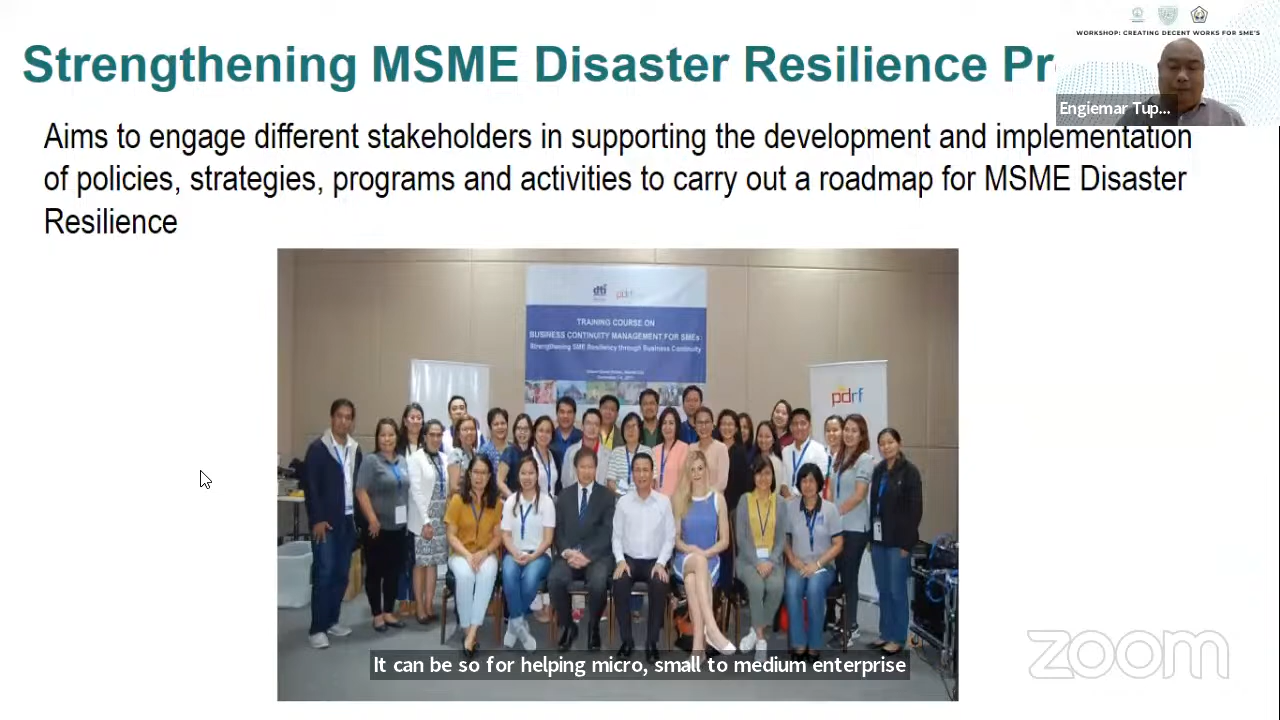 WORKSHOP: CREATING DECENT WORKS FOR SME'S
Strengthening MSME Disaster Resilience Pr
Engiemar Tup...
Aims to engage different stakeholders in supporting the development and implementation
of policies, strategies, programs and activities to carry out a roadmap for MSME Disaster
Resilience
dti
pdrf
TRAINING COURSE ON
BUSINESS CONTINUITY MANAGEMENT FOR SMEs:
Strengthening SME Resiliency through Business Continuity
pdrf
It can be so for helping micro, small to medium enterprise
zoom